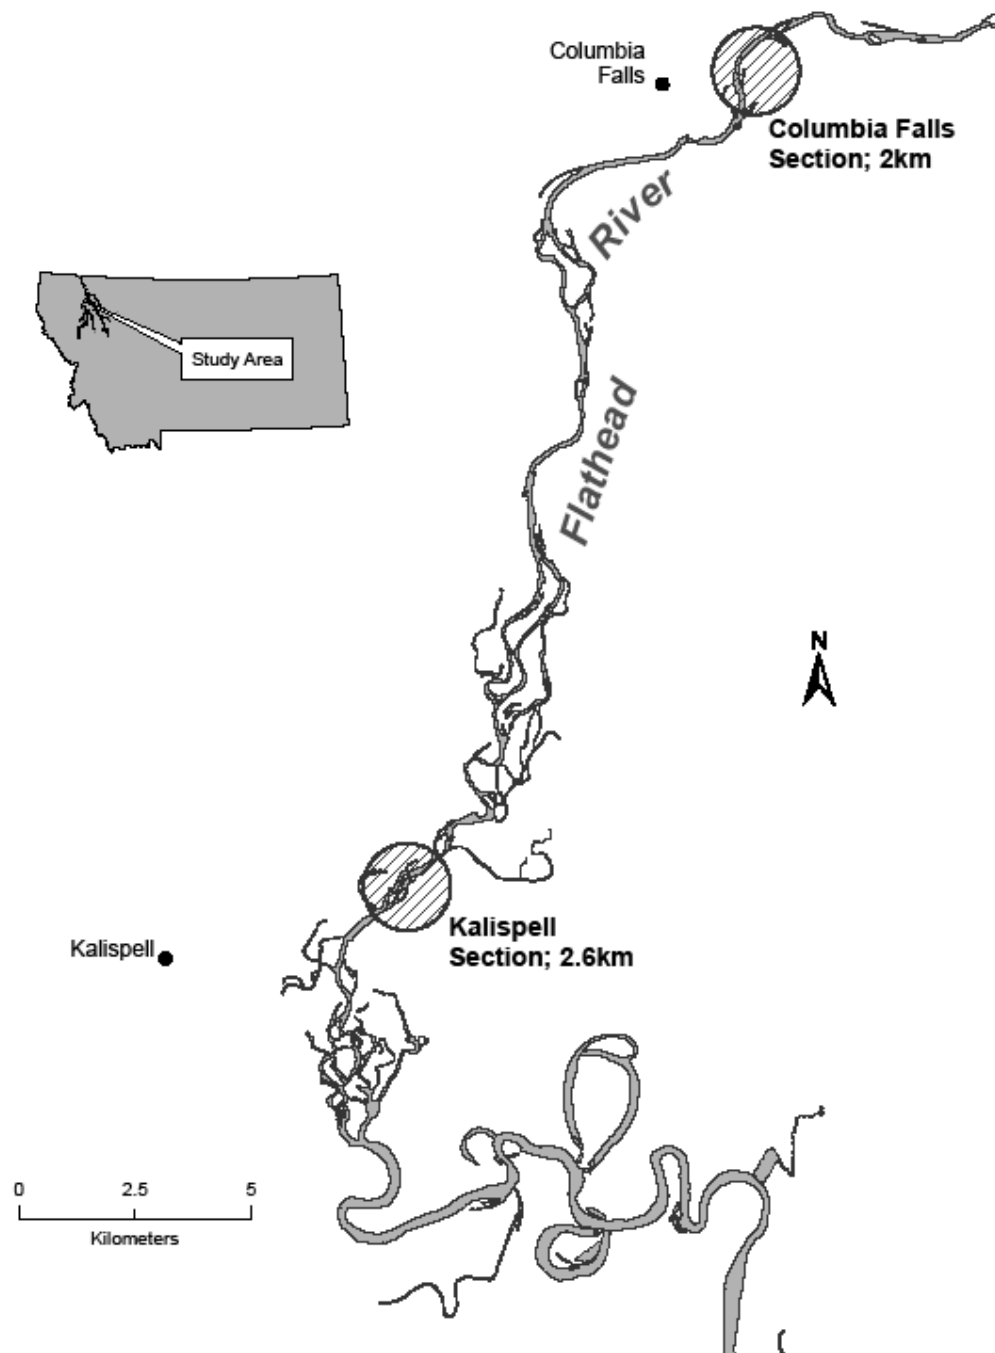 Columbia
Falls
Columbia Falls
Section; 2km
River
Flathead
Study Area
N
Kalispell
Section; 2.6km
Kalispell
0 2.5 5
Kilometers